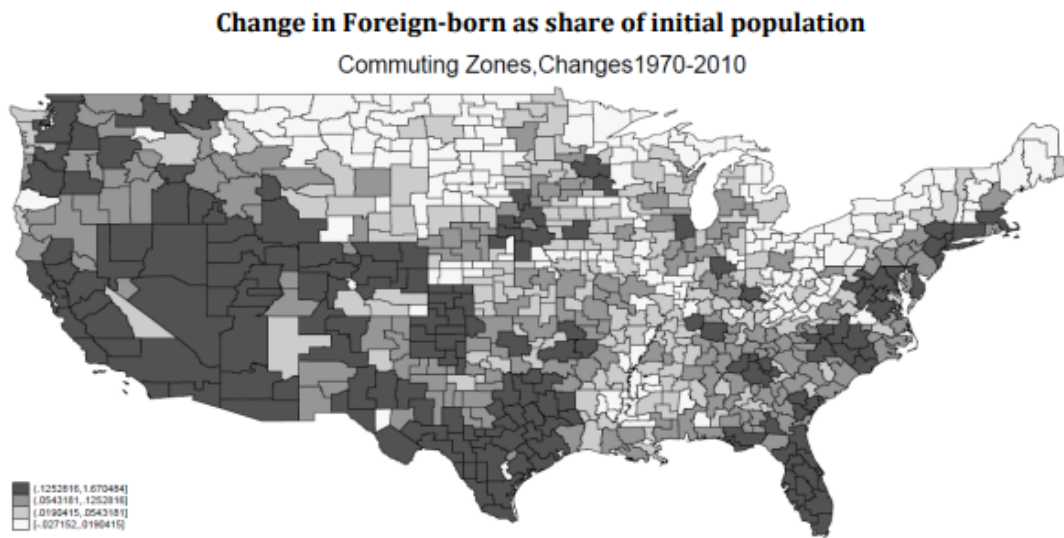 Change in Foreign-born as share of initial population
Commuting Zones,Changes1970-2010
(.1252816,1.670484]
(.0543181,.1252816]
(.0190415,.0543181]
[-.027152,.0190415]